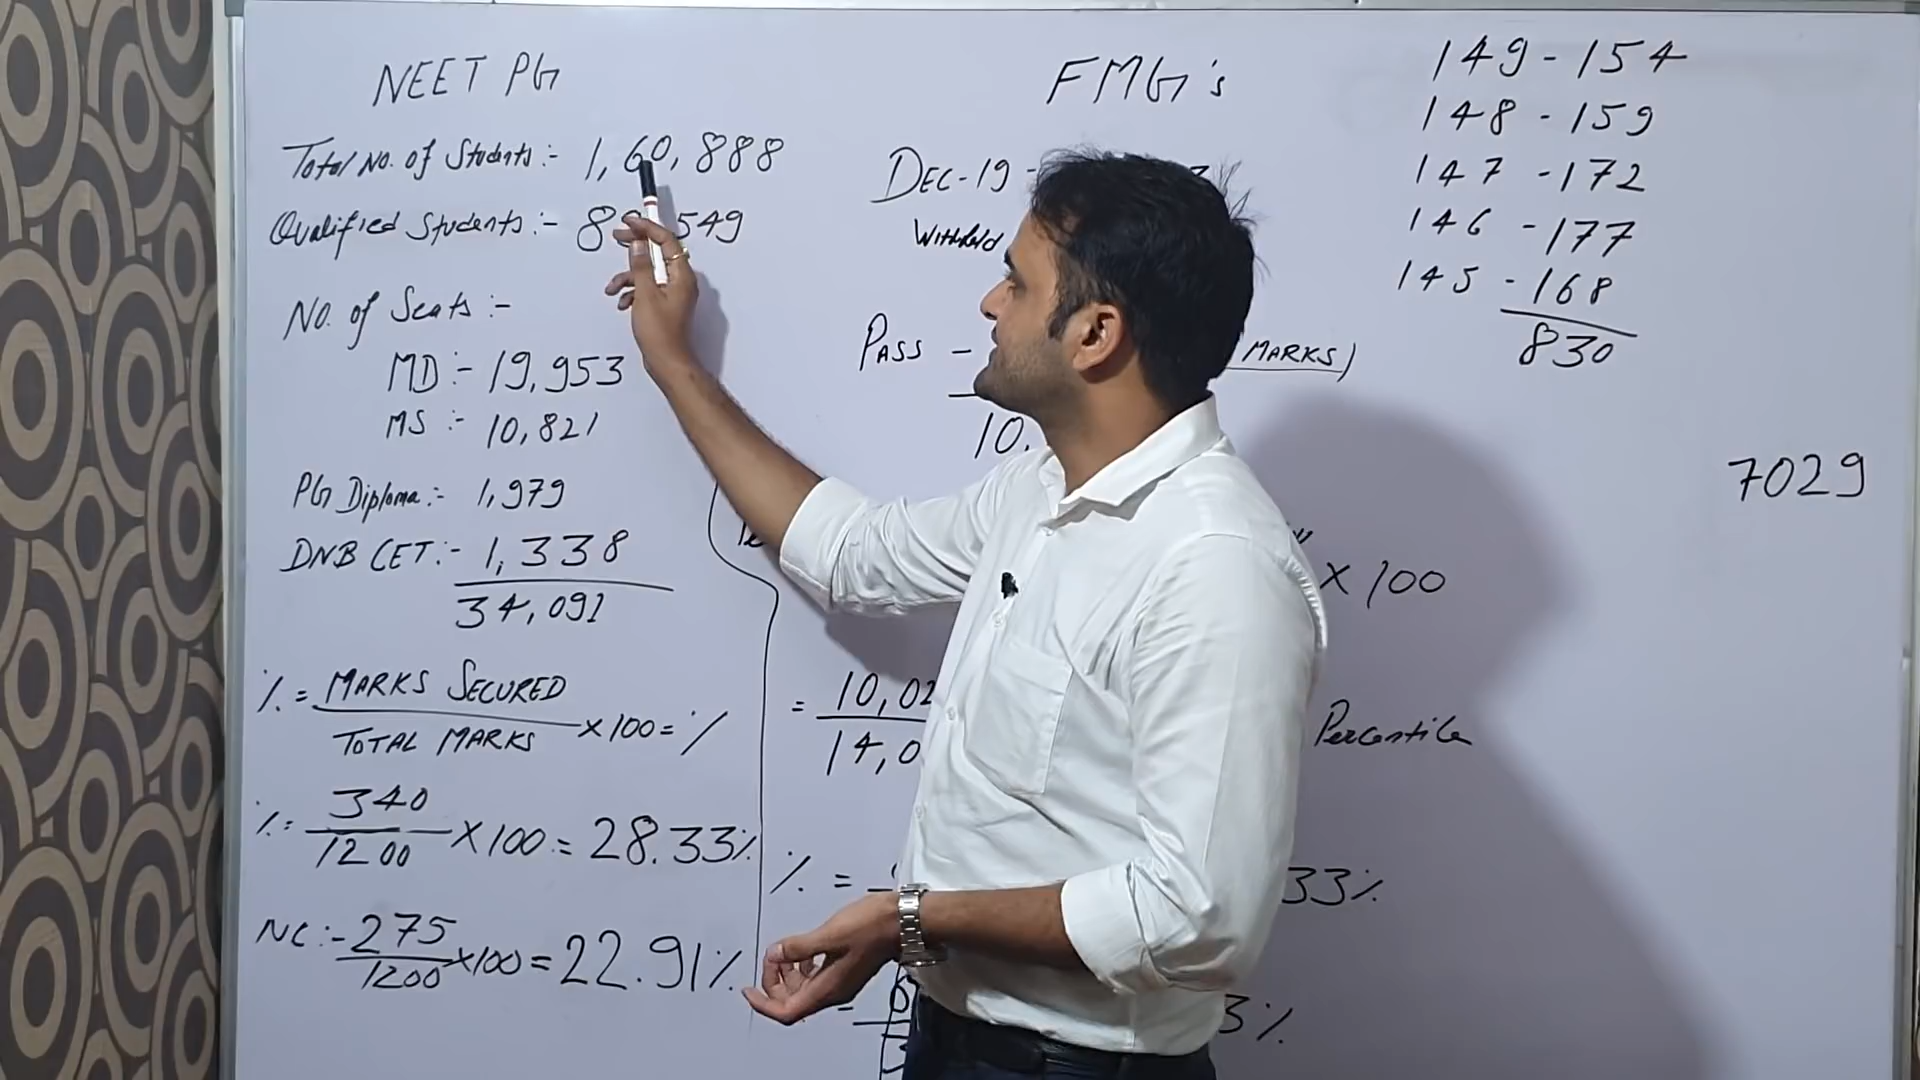 NEET PG
Total No. of Students :- 1,60,888
Qualified Students :- 549
No. of Seats :-
MD :- 19,953
MS :- 10,821
PG Diploma :- 1,979
DNB CET :- 1,338
34,091
% = MARKS SECURED
TOTAL MARKS
×100 = %
% = 340
1200
×100 = 28.33%
NC :- 275
1200
×100 = 22.91%
FMG's
DEC-19 -
Withheld
PASS -
MARKS)
10.
× 100
= 10,02
14,0
Percentile
% =
33%
3%
149 - 154
148 - 159
147 - 172
146 - 177
145 - 168
830
7029